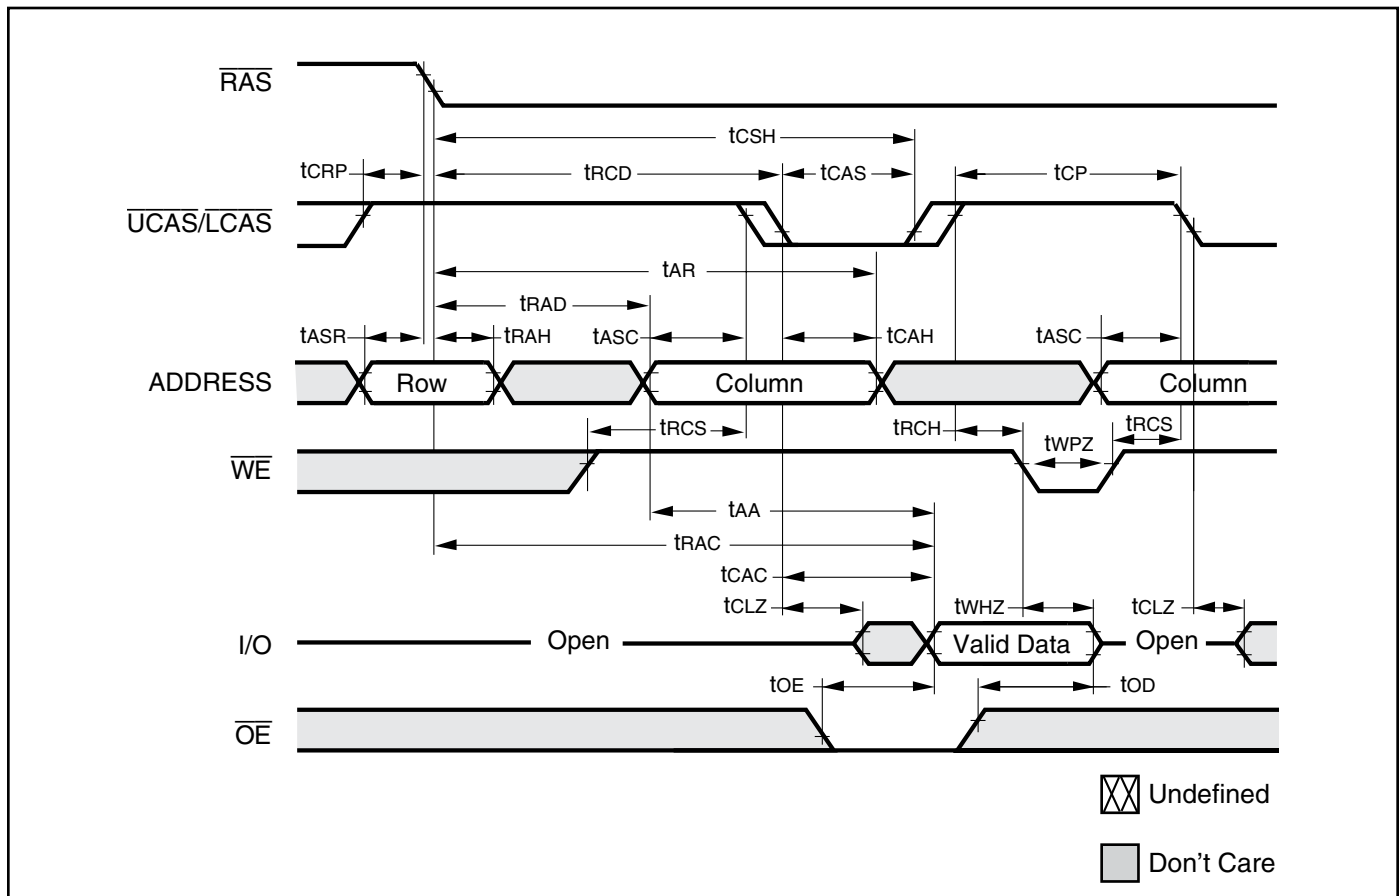 RAS
tCSH
tCRP
tRCD
tCAS
tCP
UCAS/LCAS
tAR
tRAD
tASR
tRAH
tASC
tCAH
tASC
ADDRESS
Row
Column
Column
tRCS
tRCH
tWPZ
tRCS
WE
tAA
tRAC
tCAC
tCLZ
tWHZ
tCLZ
I/O
Open
Valid Data
Open
tOE
tOD
OE
Undefined
Don't Care